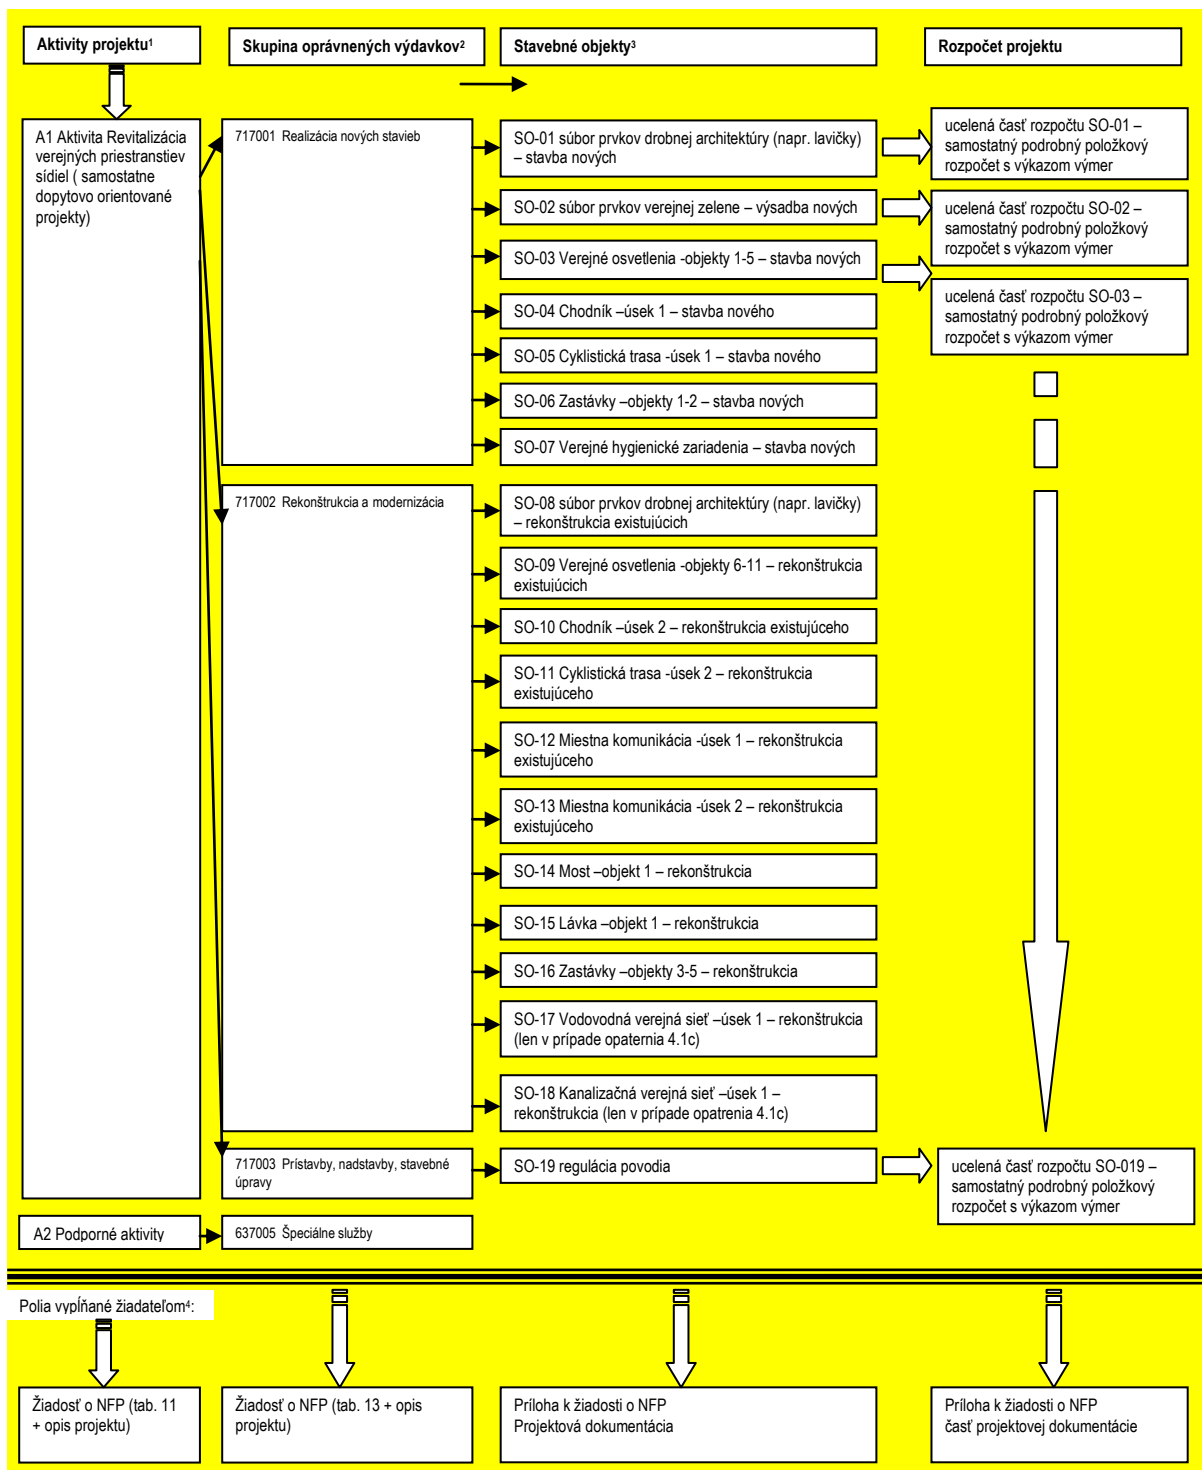 Aktivity projektu¹
Skupina oprávnených výdavkov²
Stavebné objekty³
Rozpočet projektu
A1 Aktivita Revitalizácia
verejných priestranstiev
sídiel ( samostatne
dopytovo orientované
projekty)
717001 Realizácia nových stavieb
SO-01 súbor prvkov drobnej architektúry (napr. lavičky)
– stavba nových
SO-02 súbor prvkov verejnej zelene – výsadba nových
SO-03 Verejné osvetlenia -objekty 1-5 – stavba nových
SO-04 Chodník –úsek 1 – stavba nového
SO-05 Cyklistická trasa -úsek 1 – stavba nového
SO-06 Zastávky –objekty 1-2 – stavba nových
SO-07 Verejné hygienické zariadenia – stavba nových
ucelená časť rozpočtu SO-01 –
samostatný podrobný položkový
rozpočet s výkazom výmer
ucelená časť rozpočtu SO-02 –
samostatný podrobný položkový
rozpočet s výkazom výmer
ucelená časť rozpočtu SO-03 –
samostatný podrobný položkový
rozpočet s výkazom výmer
717002 Rekonštrukcia a modernizácia
SO-08 súbor prvkov drobnej architektúry (napr. lavičky)
– rekonštrukcia existujúcich
SO-09 Verejné osvetlenia -objekty 6-11 – rekonštrukcia
existujúcich
SO-10 Chodník –úsek 2 – rekonštrukcia existujúceho
SO-11 Cyklistická trasa -úsek 2 – rekonštrukcia
existujúceho
SO-12 Miestna komunikácia -úsek 1 – rekonštrukcia
existujúceho
SO-13 Miestna komunikácia -úsek 2 – rekonštrukcia
existujúceho
SO-14 Most –objekt 1 – rekonštrukcia
SO-15 Lávka –objekt 1 – rekonštrukcia
SO-16 Zastávky –objekty 3-5 – rekonštrukcia
SO-17 Vodovodná verejná sieť –úsek 1 – rekonštrukcia
(len v prípade opaternia 4.1c)
SO-18 Kanalizačná verejná sieť –úsek 1 –
rekonštrukcia (len v prípade opatrenia 4.1c)
717003 Prístavby, nadstavby, stavebné
úpravy
SO-19 regulácia povodia
ucelená časť rozpočtu SO-019 –
samostatný podrobný položkový
rozpočet s výkazom výmer
A2 Podporné aktivity
637005 Špeciálne služby
Polia vypĺňané žiadateľom⁴:
Žiadosť o NFP (tab. 11
+ opis projektu)
Žiadosť o NFP (tab. 13 + opis
projektu)
Príloha k žiadosti o NFP
Projektová dokumentácia
Príloha k žiadosti o NFP
časť projektovej dokumentácie